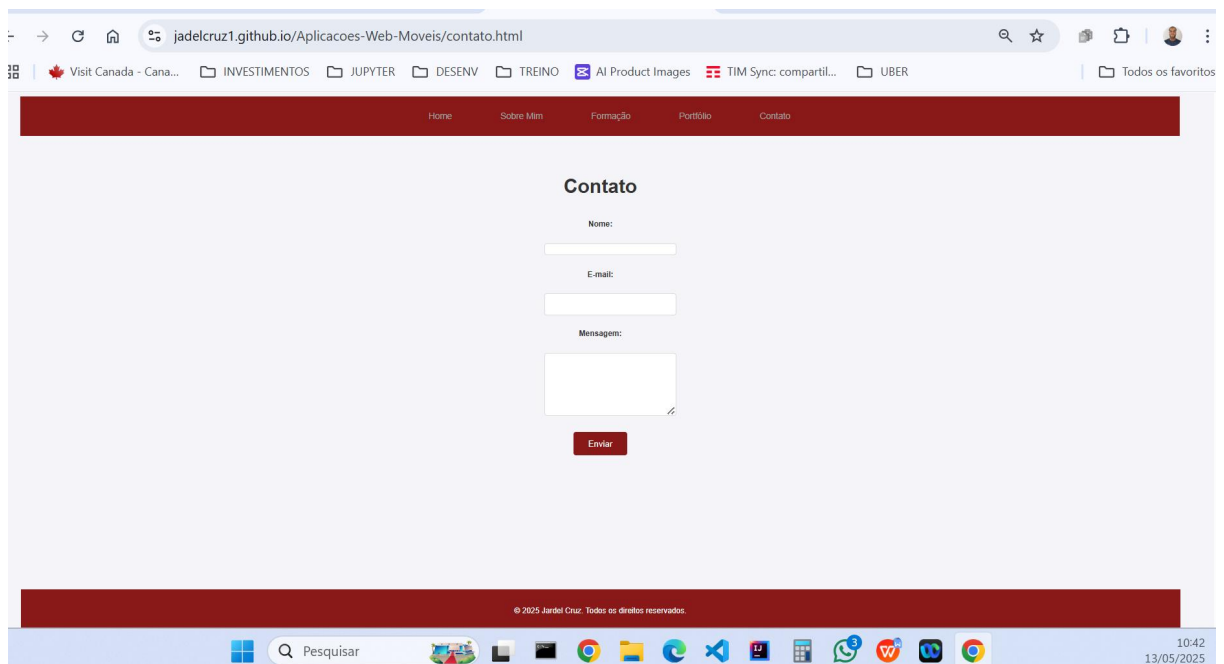 jadelcruz1.github.io/Aplicacoes-Web-Moveis/contato.html
Visit Canada - Cana... INVESTIMENTOS JUPYTER DESENV TREINO AI Product Images TIM Sync: compartil... UBER Todos os favoritos
Home Sobre Mim Formação Portfólio Contato
Contato
Nome:
E-mail:
Mensagem:
Enviar
© 2025 Jardel Cruz. Todos os direitos reservados.
Pesquisar 3 10:42
13/05/2025